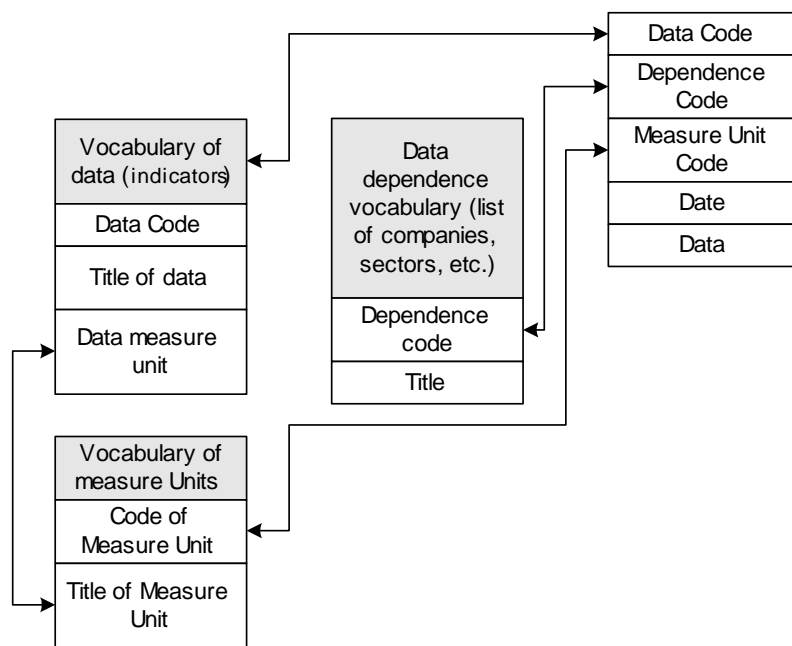 Vocabulary of
data (indicators)
Data Code
Title of data
Data measure
unit
Vocabulary of
measure Units
Code of
Measure Unit
Title of Measure
Unit
Data
dependence
vocabulary (list
of companies,
sectors, etc.)
Dependence
code
Title
Data Code
Dependence
Code
Measure Unit
Code
Date
Data